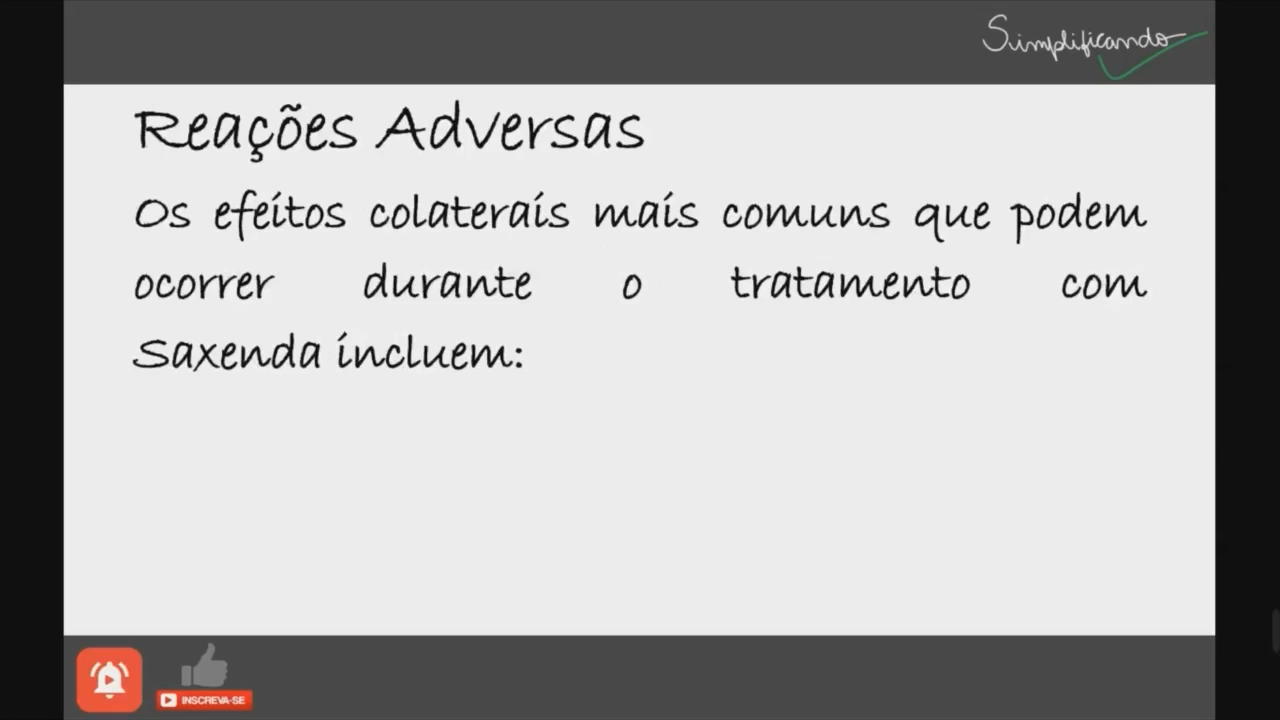 Simplificando
Reações Adversas
Os efeitos colaterais mais comuns que podem
ocorrer durante o tratamento com
Saxenda incluem:
INSCREVA-SE